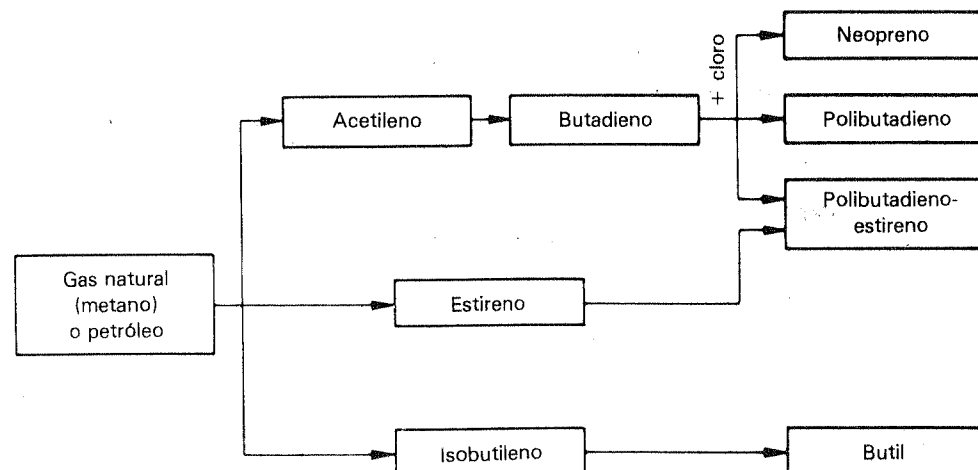 Neopreno
+ cloro
Acetileno
Butadieno
Polibutadieno
Polibutadieno-
estireno
Gas natural
(metano)
o petróleo
Estireno
Isobutileno
Butil